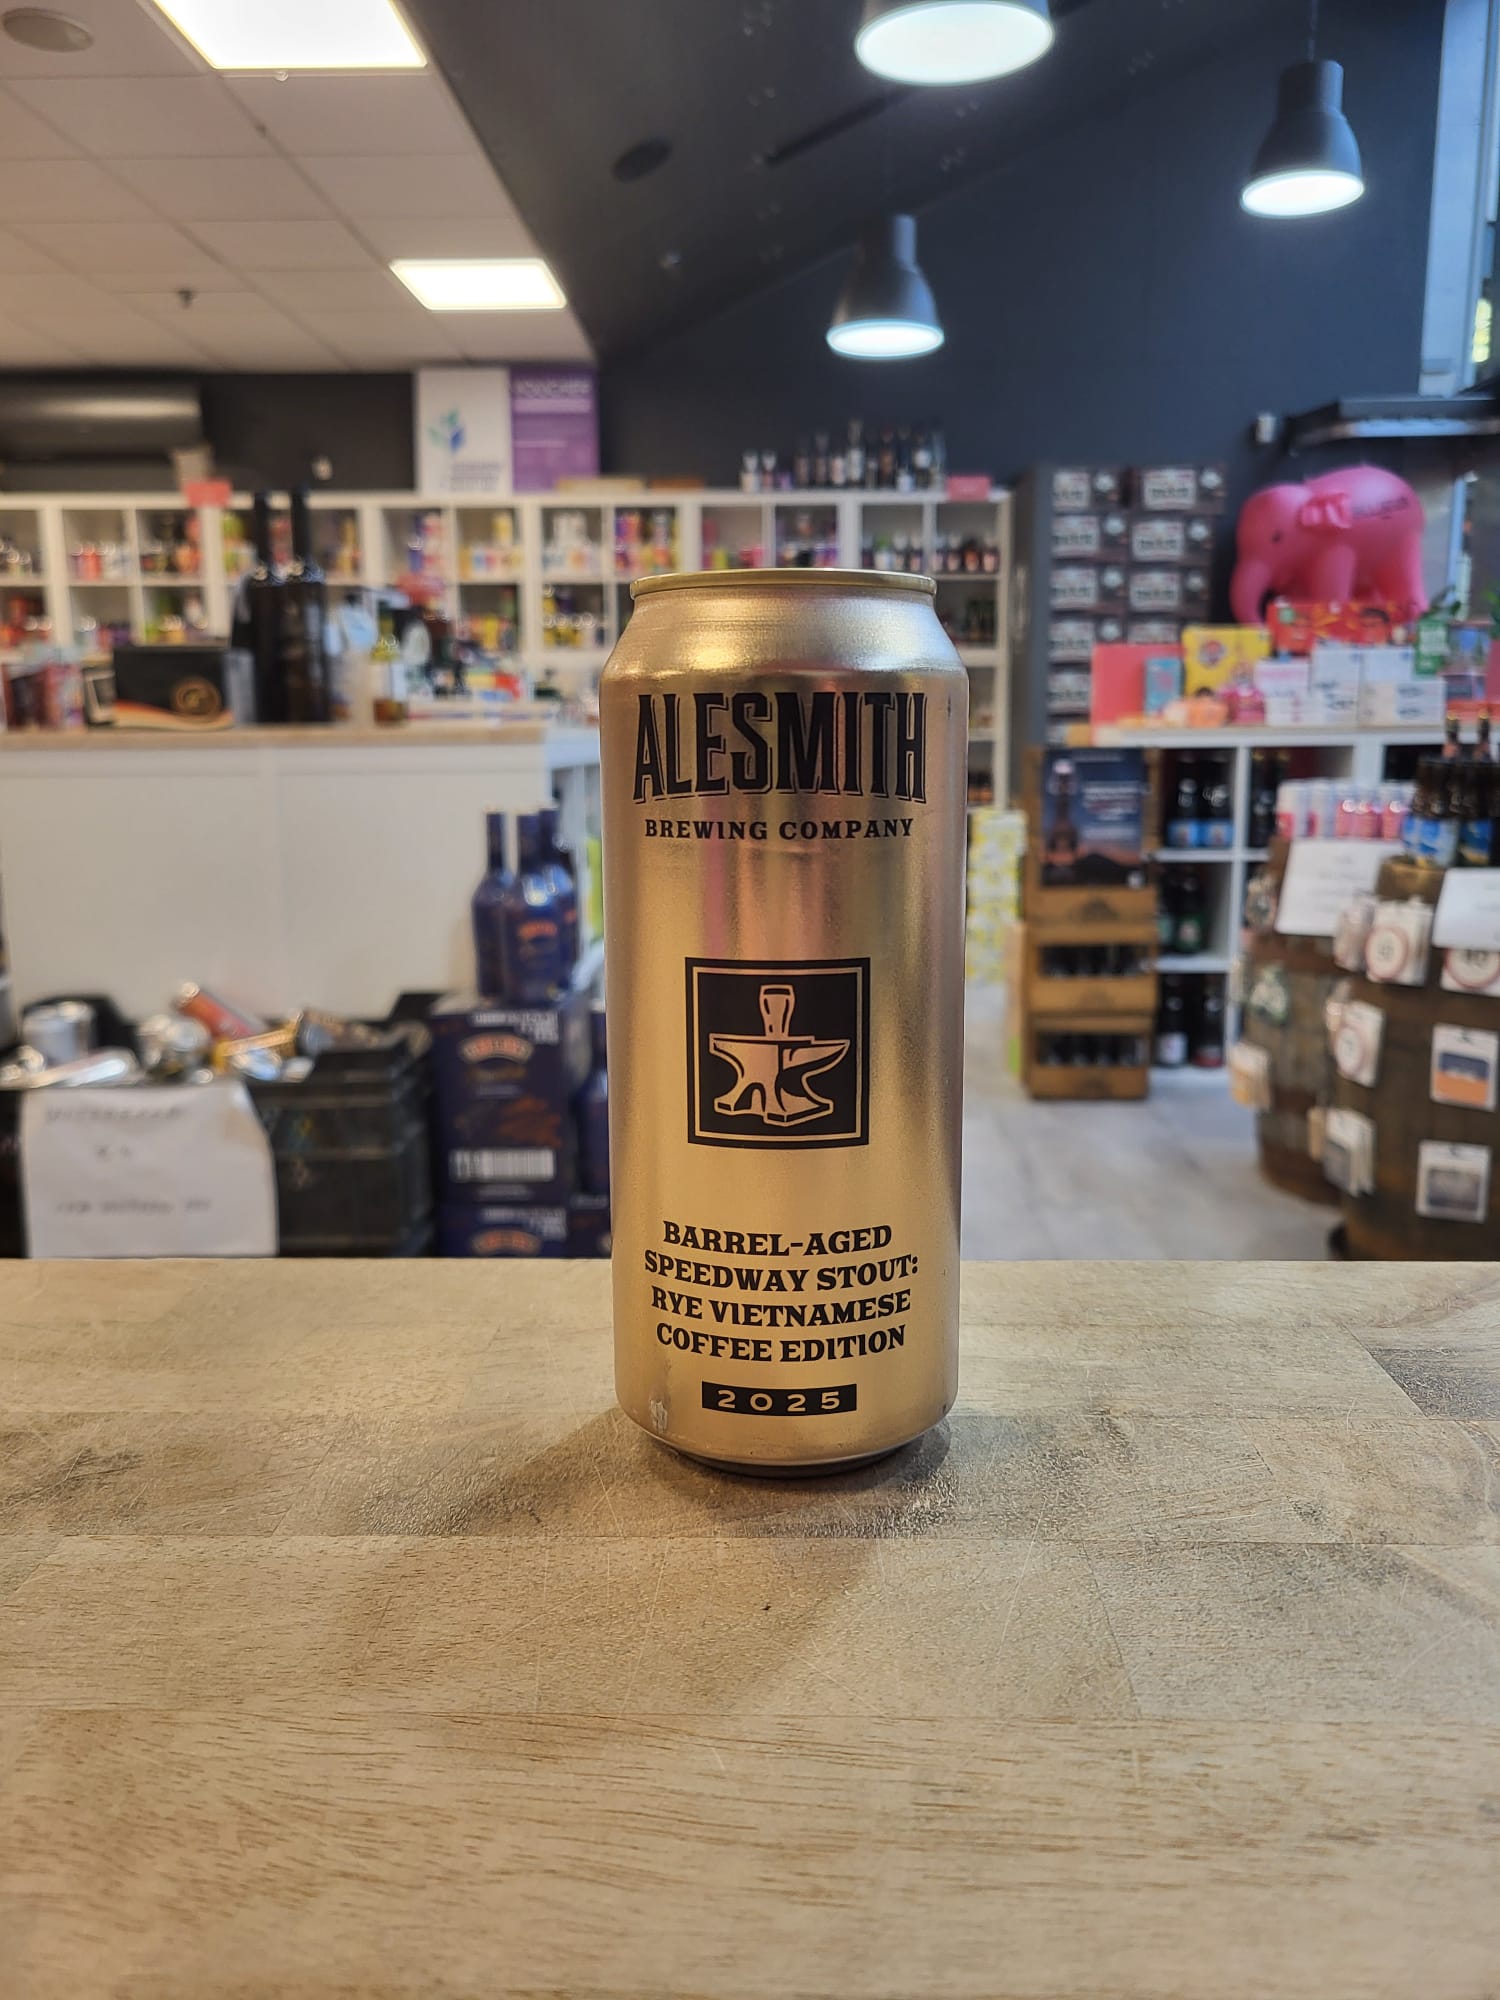 ALESMITH
BREWING COMPANY
BARREL-AGED
SPEEDWAY STOUT:
RYE VIETNAMESE
COFFEE EDITION
2025